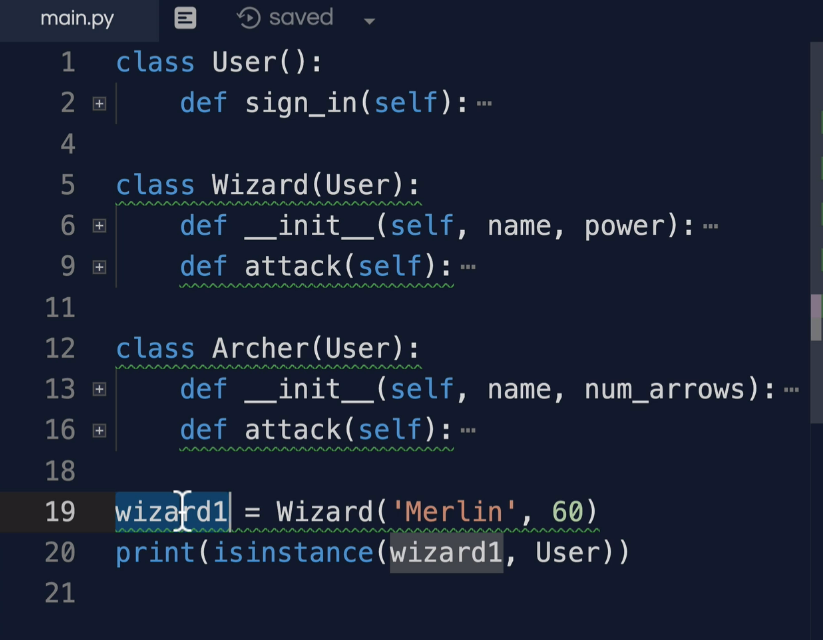 main.py saved
1 class User():
2 def sign_in(self):…
4
5 class Wizard(User):
6 def __init__(self, name, power):…
9 def attack(self):…
11
12 class Archer(User):
13 def __init__(self, name, num_arrows):…
16 def attack(self):…
18
19 wizard1 = Wizard('Merlin', 60)
20 print(isinstance(wizard1, User))
21